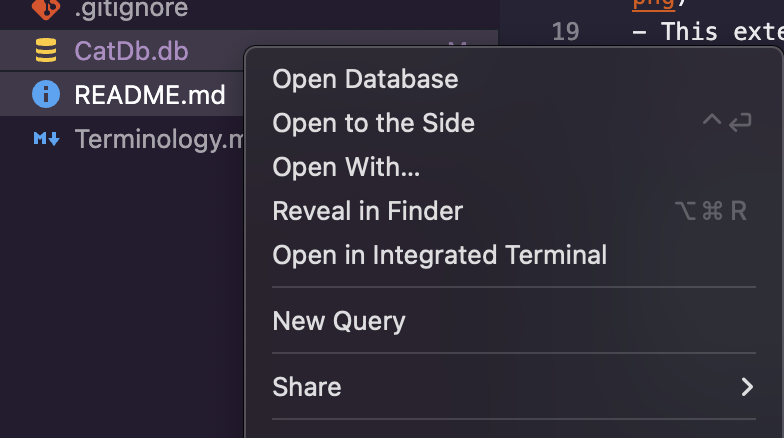 .gitignore
png)
19 - This exte
CatDb.db
README.md
Terminology.m
Open Database
Open to the Side ^↩
Open With...
Reveal in Finder ⌥⌘R
Open in Integrated Terminal
New Query
Share >